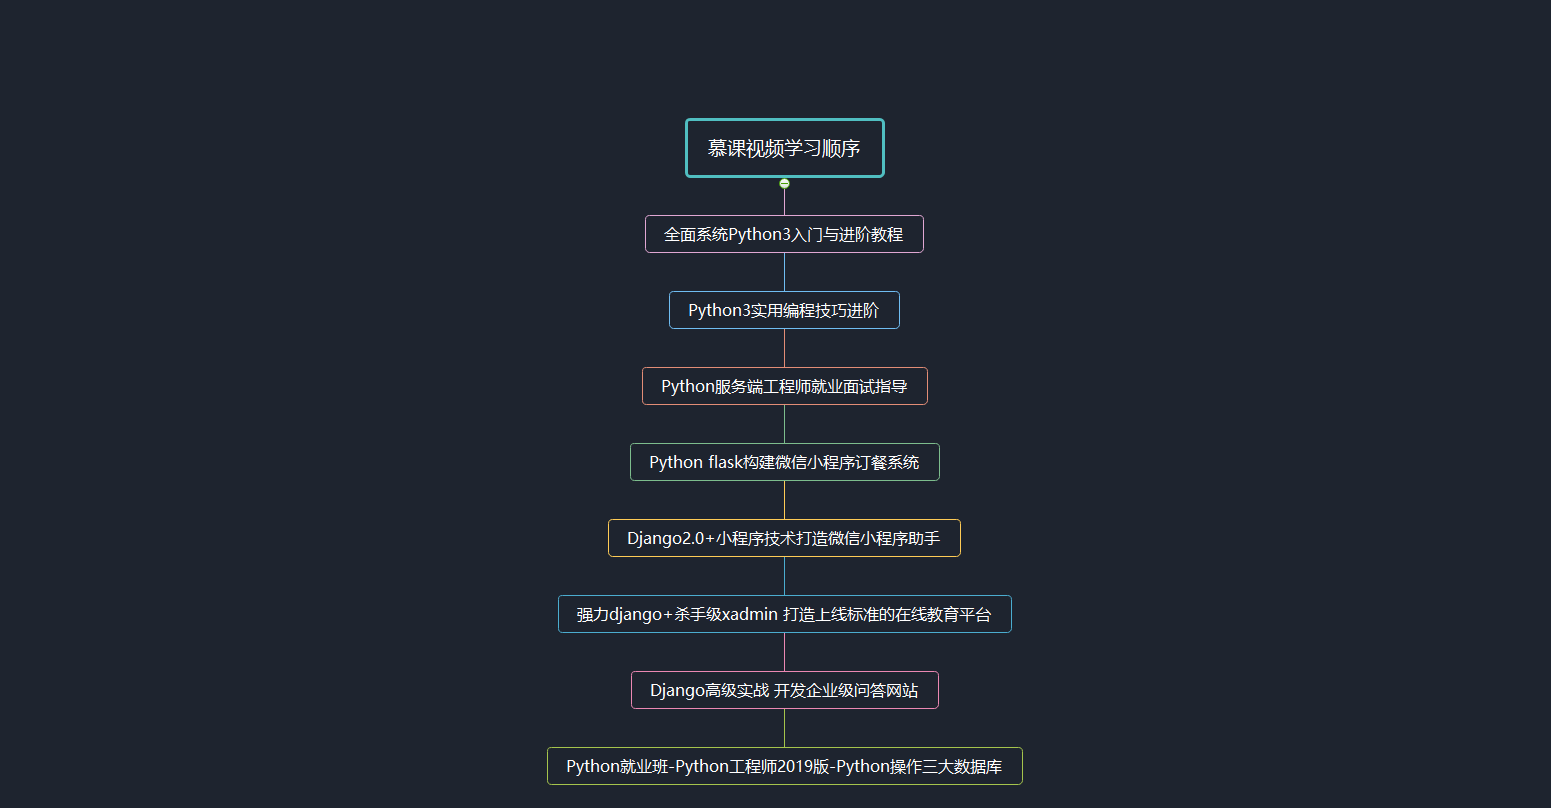 慕课视频学习顺序
全面系统Python3入门与进阶教程
Python3实用编程技巧进阶
Python服务端工程师就业面试指导
Python flask构建微信小程序订餐系统
Django2.0+小程序技术打造微信小程序助手
强力django+杀手级xadmin 打造上线标准的在线教育平台
Django高级实战 开发企业级问答网站
Python就业班-Python工程师2019版-Python操作三大数据库